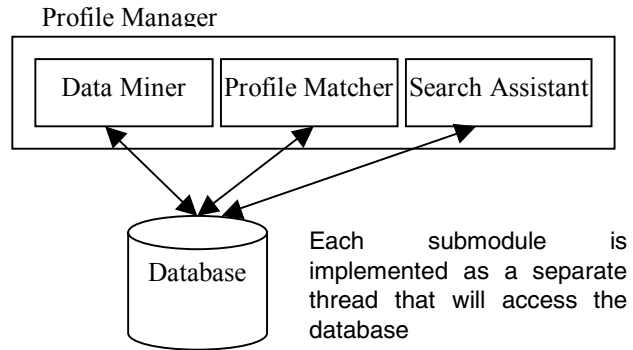 Profile Manager
Data Miner
Profile Matcher
Search Assistant
Database
Each submodule is
implemented as a separate
thread that will access the
database